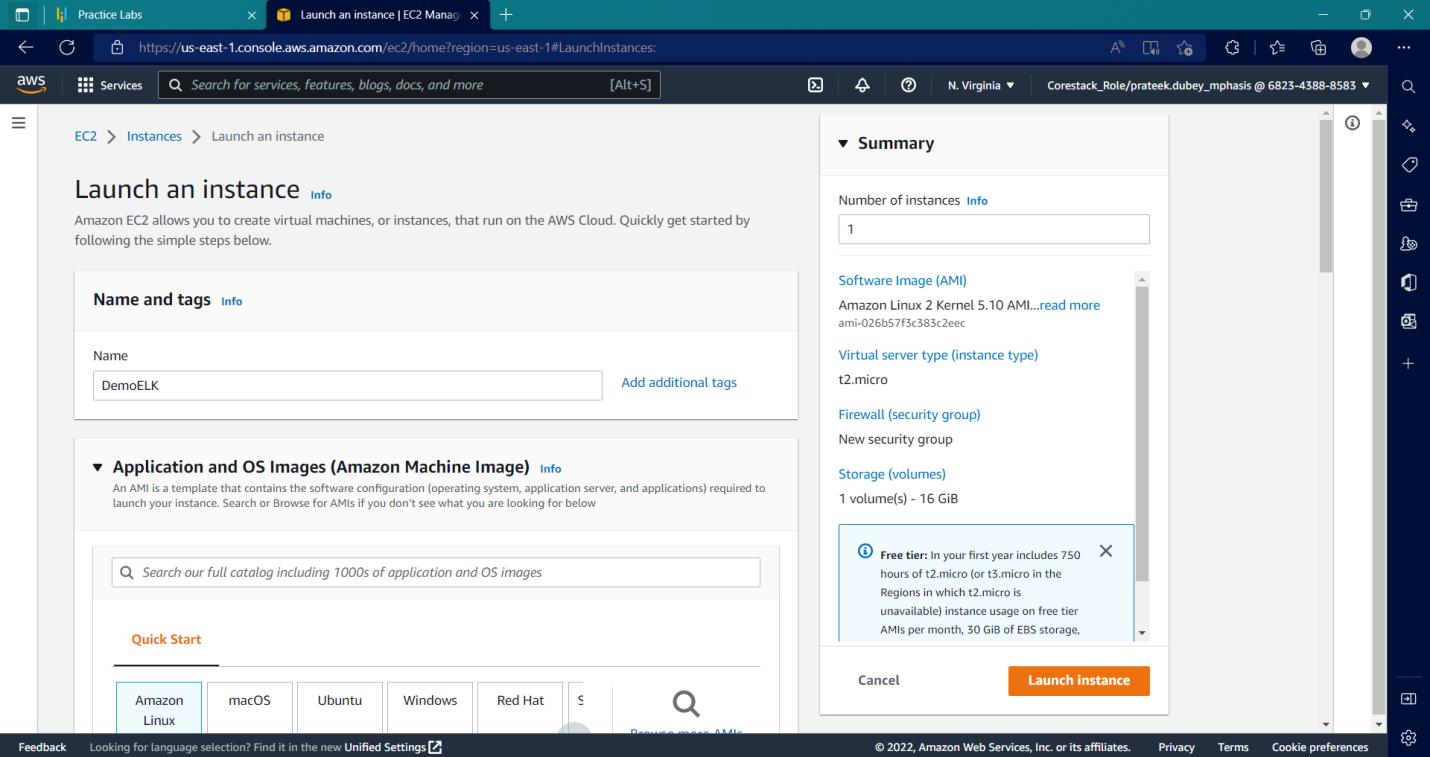 Practice Labs
Launch an instance | EC2 Manag
https://us-east-1.console.aws.amazon.com/ec2/home?region=us-east-1#LaunchInstances:
aws
Services
Search for services, features, blogs, docs, and more
[Alt+S]
N. Virginia
Corestack_Role/prateek.dubey_mphasis @ 6823-4388-8583
EC2
Instances
Launch an instance
Launch an instance Info
Amazon EC2 allows you to create virtual machines, or instances, that run on the AWS Cloud. Quickly get started by
following the simple steps below.
Name and tags Info
Name
DemoELK
Add additional tags
Application and OS Images (Amazon Machine Image) Info
An AMI is a template that contains the software configuration (operating system, application server, and applications) required to
launch your instance. Search or Browse for AMIs if you don't see what you are looking for below
Search our full catalog including 1000s of application and OS images
Quick Start
Amazon
Linux
macOS
Ubuntu
Windows
Red Hat
S
Browse more AMIs
Summary
Number of instances Info
1
Software Image (AMI)
Amazon Linux 2 Kernel 5.10 AMI...read more
ami-026b57f3c383c2eec
Virtual server type (instance type)
t2.micro
Firewall (security group)
New security group
Storage (volumes)
1 volume(s) - 16 GiB
Free tier: In your first year includes 750
hours of t2.micro (or t3.micro in the
Regions in which t2.micro is
unavailable) instance usage on free tier
AMIs per month, 30 GiB of EBS storage,
Cancel
Launch instance
Feedback
Looking for language selection? Find it in the new Unified Settings
© 2022, Amazon Web Services, Inc. or its affiliates.
Privacy
Terms
Cookie preferences